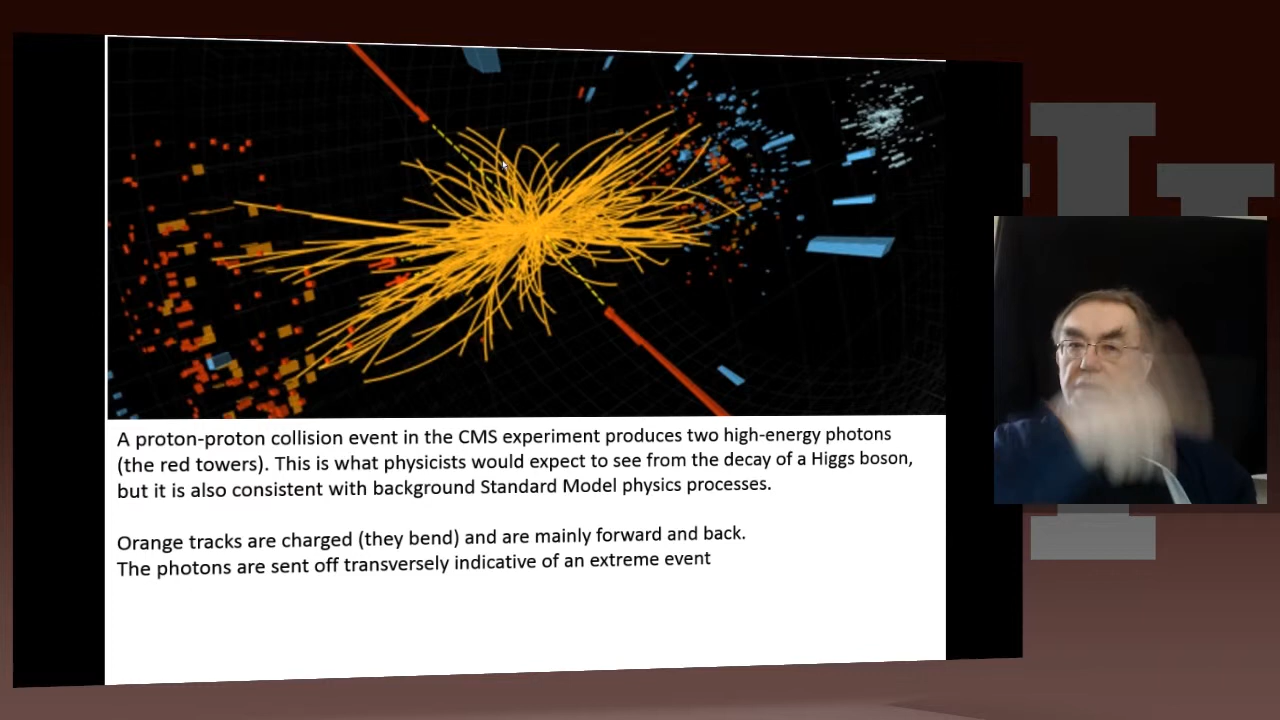 A proton-proton collision event in the CMS experiment produces two high-energy photons
(the red towers). This is what physicists would expect to see from the decay of a Higgs boson,
but it is also consistent with background Standard Model physics processes.
Orange tracks are charged (they bend) and are mainly forward and back.
The photons are sent off transversely indicative of an extreme event